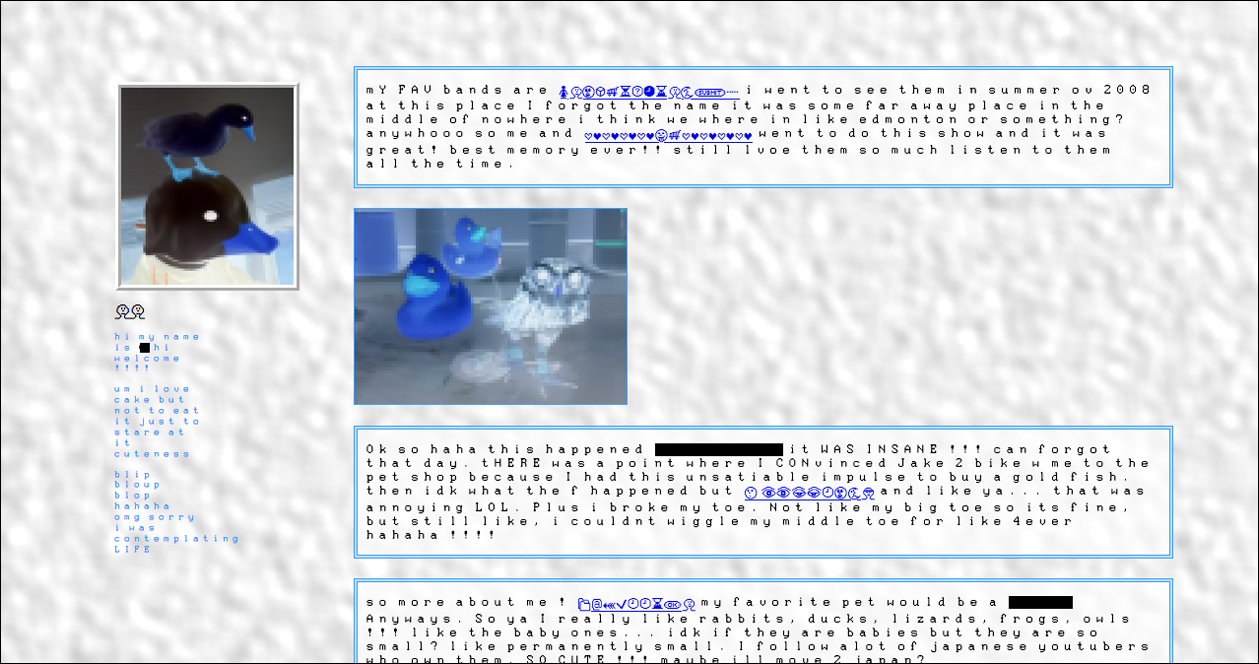 mY FAV bands are i went to see them in summer ov 2008
at this place I forgot the name it was some far away place in the
middle of nowhere i think we where in like edmonton or something?
anywhooo so me and ♡♥♡♥♡♥♡♥♡♥ ♡♥♡♥♡♥♡♥♡♥ went to do this show and it was
great! best memory ever!! still lvoe them so much listen to them
all the time.
hi my name
is hi
welcome
!!!!
um i love
cake but
not to eat
it just to
stare at
it
cuteness
blip
bloup
blop
hahaha
omg sorry
i was
contemplating
LIFE
Ok so haha this happened it WAS INSANE !!! can forgot
that day. tHERE was a point where I CONvinced Jake 2 bike w me to the
pet shop because I had this unsatiable impulse to buy a gold fish.
then idk what the f happened but and like ya... that was
annoying LOL. Plus i broke my toe. Not like my big toe so its fine,
but still like, i couldnt wiggle my middle toe for like 4ever
hahaha !!!!
so more about me ! my favorite pet would be a
Anyways. So ya I really like rabbits, ducks, lizards, frogs, owls
!!! like the baby ones... idk if they are babies but they are so
small? like permanently small. I follow alot of japanese youtubers
who own them. SO CUTE !!! maybe ill move 2 japan?